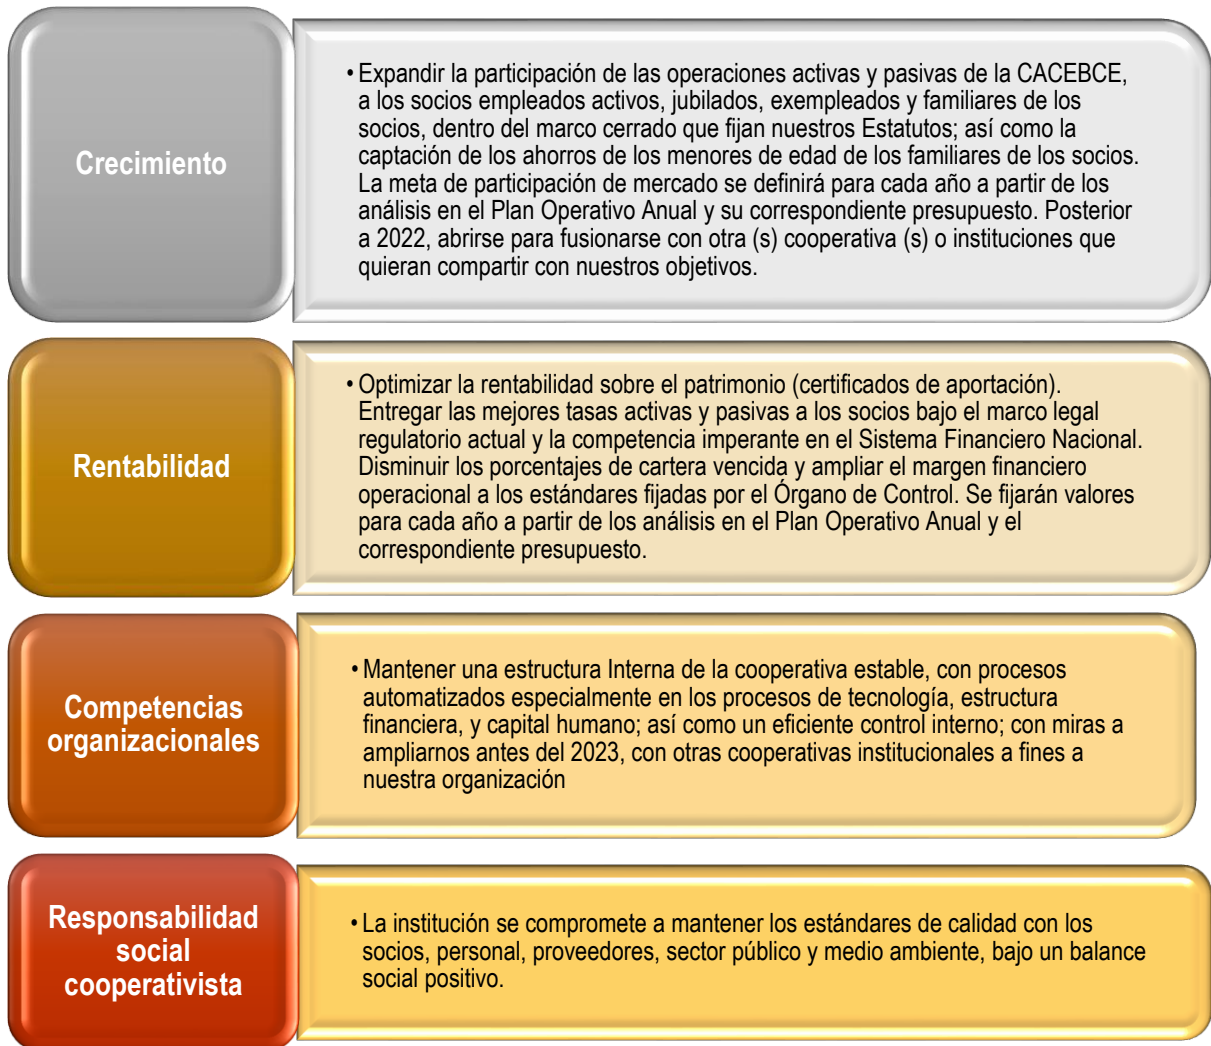 Crecimiento
• Expandir la participación de las operaciones activas y pasivas de la CACEBCE,
a los socios empleados activos, jubilados, exempleados y familiares de los
socios, dentro del marco cerrado que fijan nuestros Estatutos; así como la
captación de los ahorros de los menores de edad de los familiares de los socios.
La meta de participación de mercado se definirá para cada año a partir de los
análisis en el Plan Operativo Anual y su correspondiente presupuesto. Posterior
a 2022, abrirse para fusionarse con otra (s) cooperativa (s) o instituciones que
quieran compartir con nuestros objetivos.
Rentabilidad
• Optimizar la rentabilidad sobre el patrimonio (certificados de aportación).
Entregar las mejores tasas activas y pasivas a los socios bajo el marco legal
regulatorio actual y la competencia imperante en el Sistema Financiero Nacional.
Disminuir los porcentajes de cartera vencida y ampliar el margen financiero
operacional a los estándares fijadas por el Órgano de Control. Se fijarán valores
para cada año a partir de los análisis en el Plan Operativo Anual y el
correspondiente presupuesto.
Competencias
organizacionales
• Mantener una estructura Interna de la cooperativa estable, con procesos
automatizados especialmente en los procesos de tecnología, estructura
financiera, y capital humano; así como un eficiente control interno; con miras a
ampliarnos antes del 2023, con otras cooperativas institucionales a fines a
nuestra organización
Responsabilidad
social
cooperativista
• La institución se compromete a mantener los estándares de calidad con los
socios, personal, proveedores, sector público y medio ambiente, bajo un balance
social positivo.